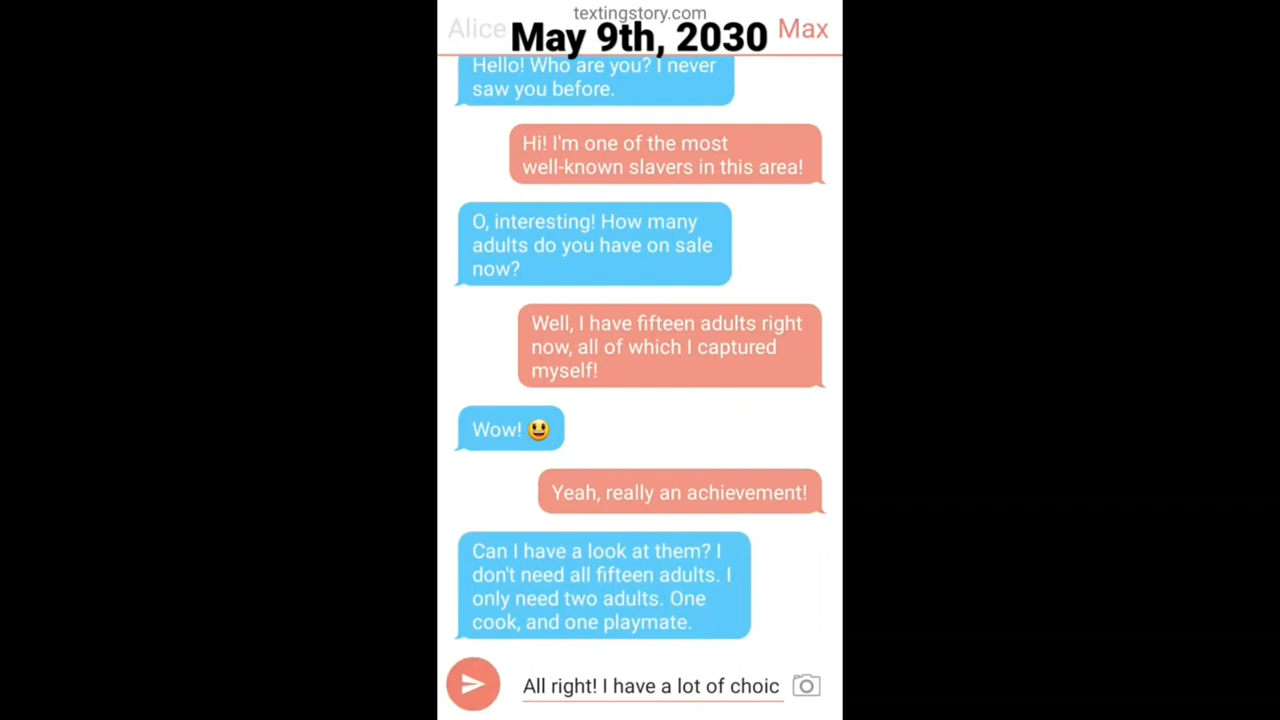 textingstory.com
Alice
May 9th, 2030
Max
Hello! Who are you? I never
saw you before.
Hi! I'm one of the most
well-known slavers in this area!
O, interesting! How many
adults do you have on sale
now?
Well, I have fifteen adults right
now, all of which I captured
myself!
Wow! 😃
Yeah, really an achievement!
Can I have a look at them? I
don't need all fifteen adults. I
only need two adults. One
cook, and one playmate.
All right! I have a lot of choic